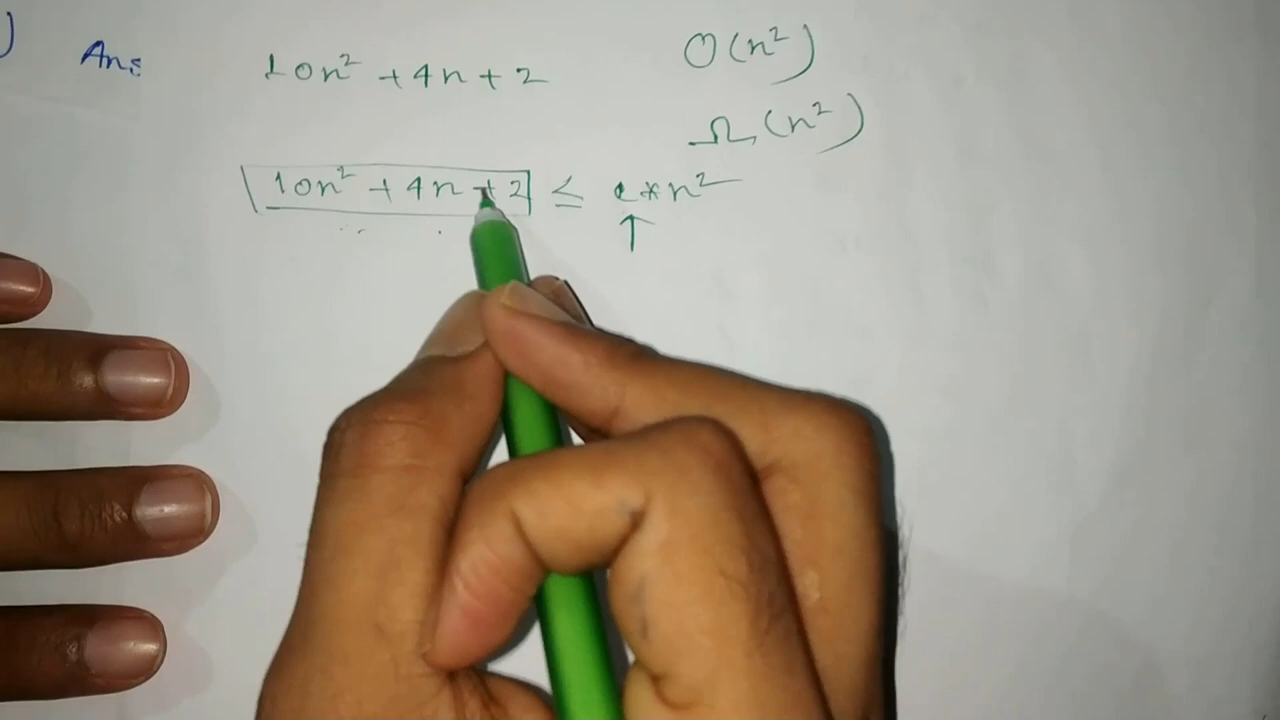 ) Ans
10n² + 4n + 2
O(n²)
Ω(n²)
10n² + 4n + 2 ≤ c*n²
↑